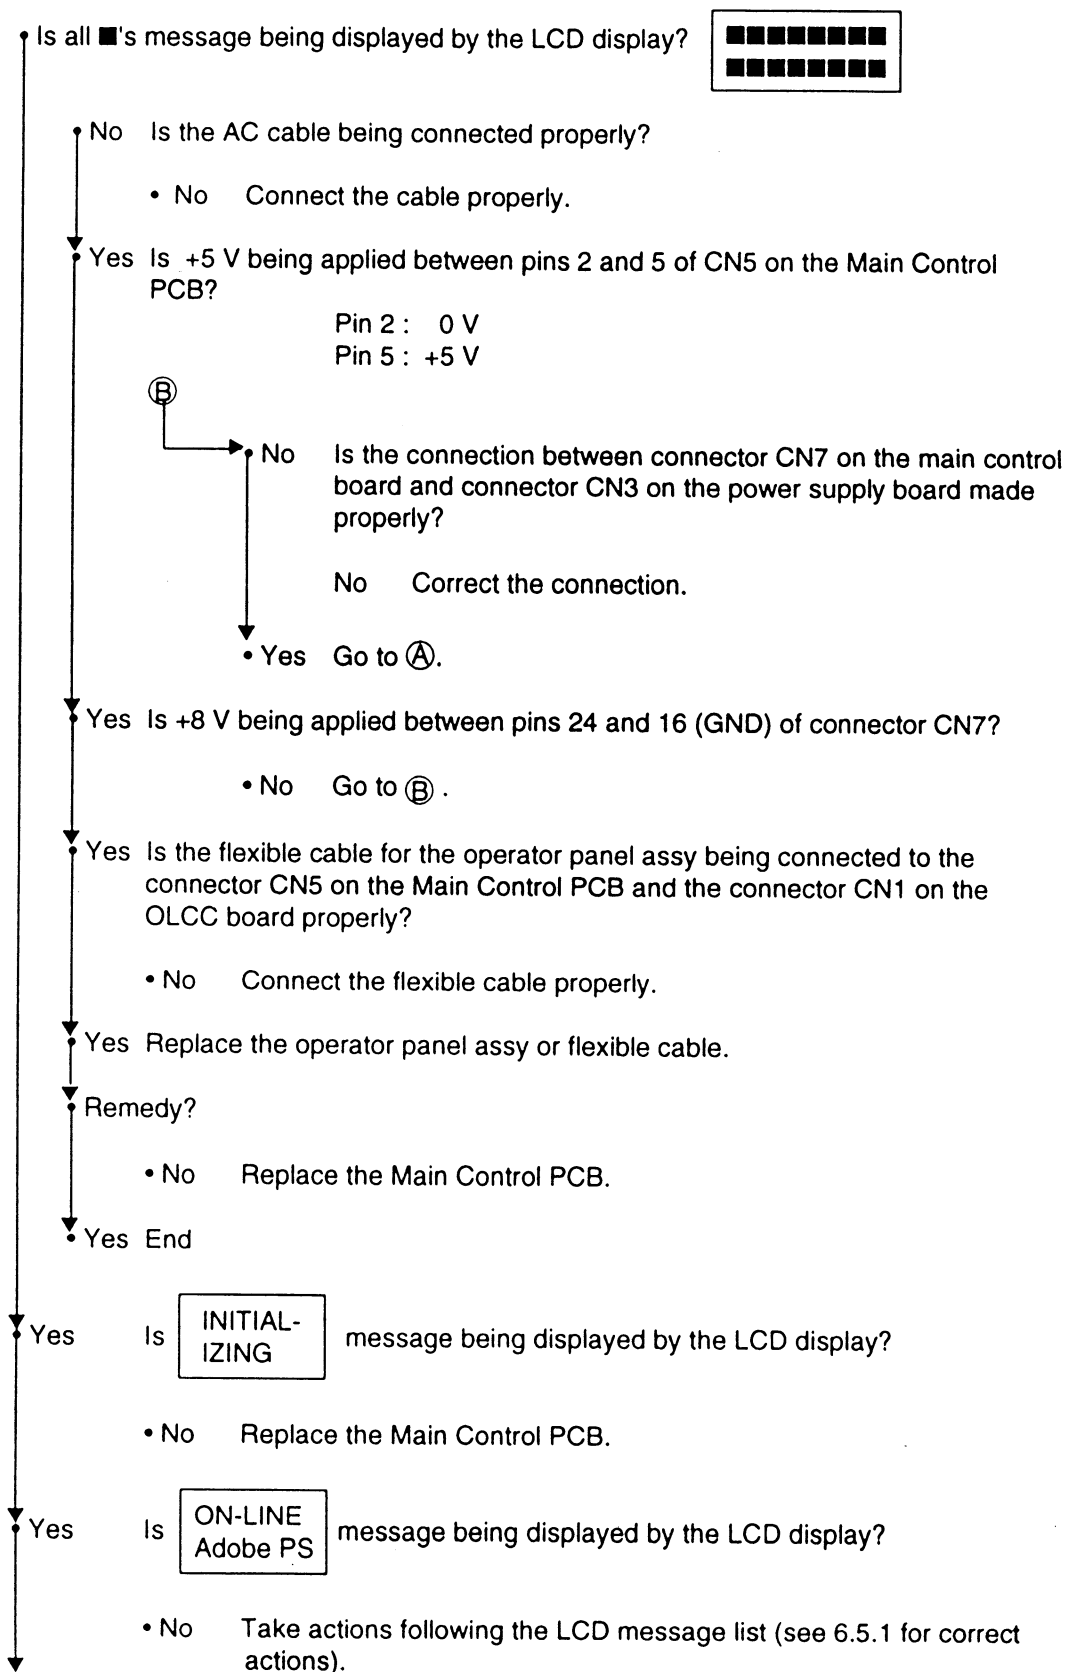 • Is all ■'s message being displayed by the LCD display?
■■■■■■■■
■■■■■■■■
• No Is the AC cable being connected properly?
• No Connect the cable properly.
• Yes Is +5 V being applied between pins 2 and 5 of CN5 on the Main Control
PCB?
Pin 2 : 0 V
Pin 5 : +5 V
Ⓑ
• No Is the connection between connector CN7 on the main control
board and connector CN3 on the power supply board made
properly?
No Correct the connection.
• Yes Go to Ⓐ.
• Yes Is +8 V being applied between pins 24 and 16 (GND) of connector CN7?
• No Go to Ⓑ .
• Yes Is the flexible cable for the operator panel assy being connected to the
connector CN5 on the Main Control PCB and the connector CN1 on the
OLCC board properly?
• No Connect the flexible cable properly.
• Yes Replace the operator panel assy or flexible cable.
• Remedy?
• No Replace the Main Control PCB.
• Yes End
• Yes Is INITIAL-
IZING message being displayed by the LCD display?
• No Replace the Main Control PCB.
• Yes Is ON-LINE
Adobe PS message being displayed by the LCD display?
• No Take actions following the LCD message list (see 6.5.1 for correct
actions).